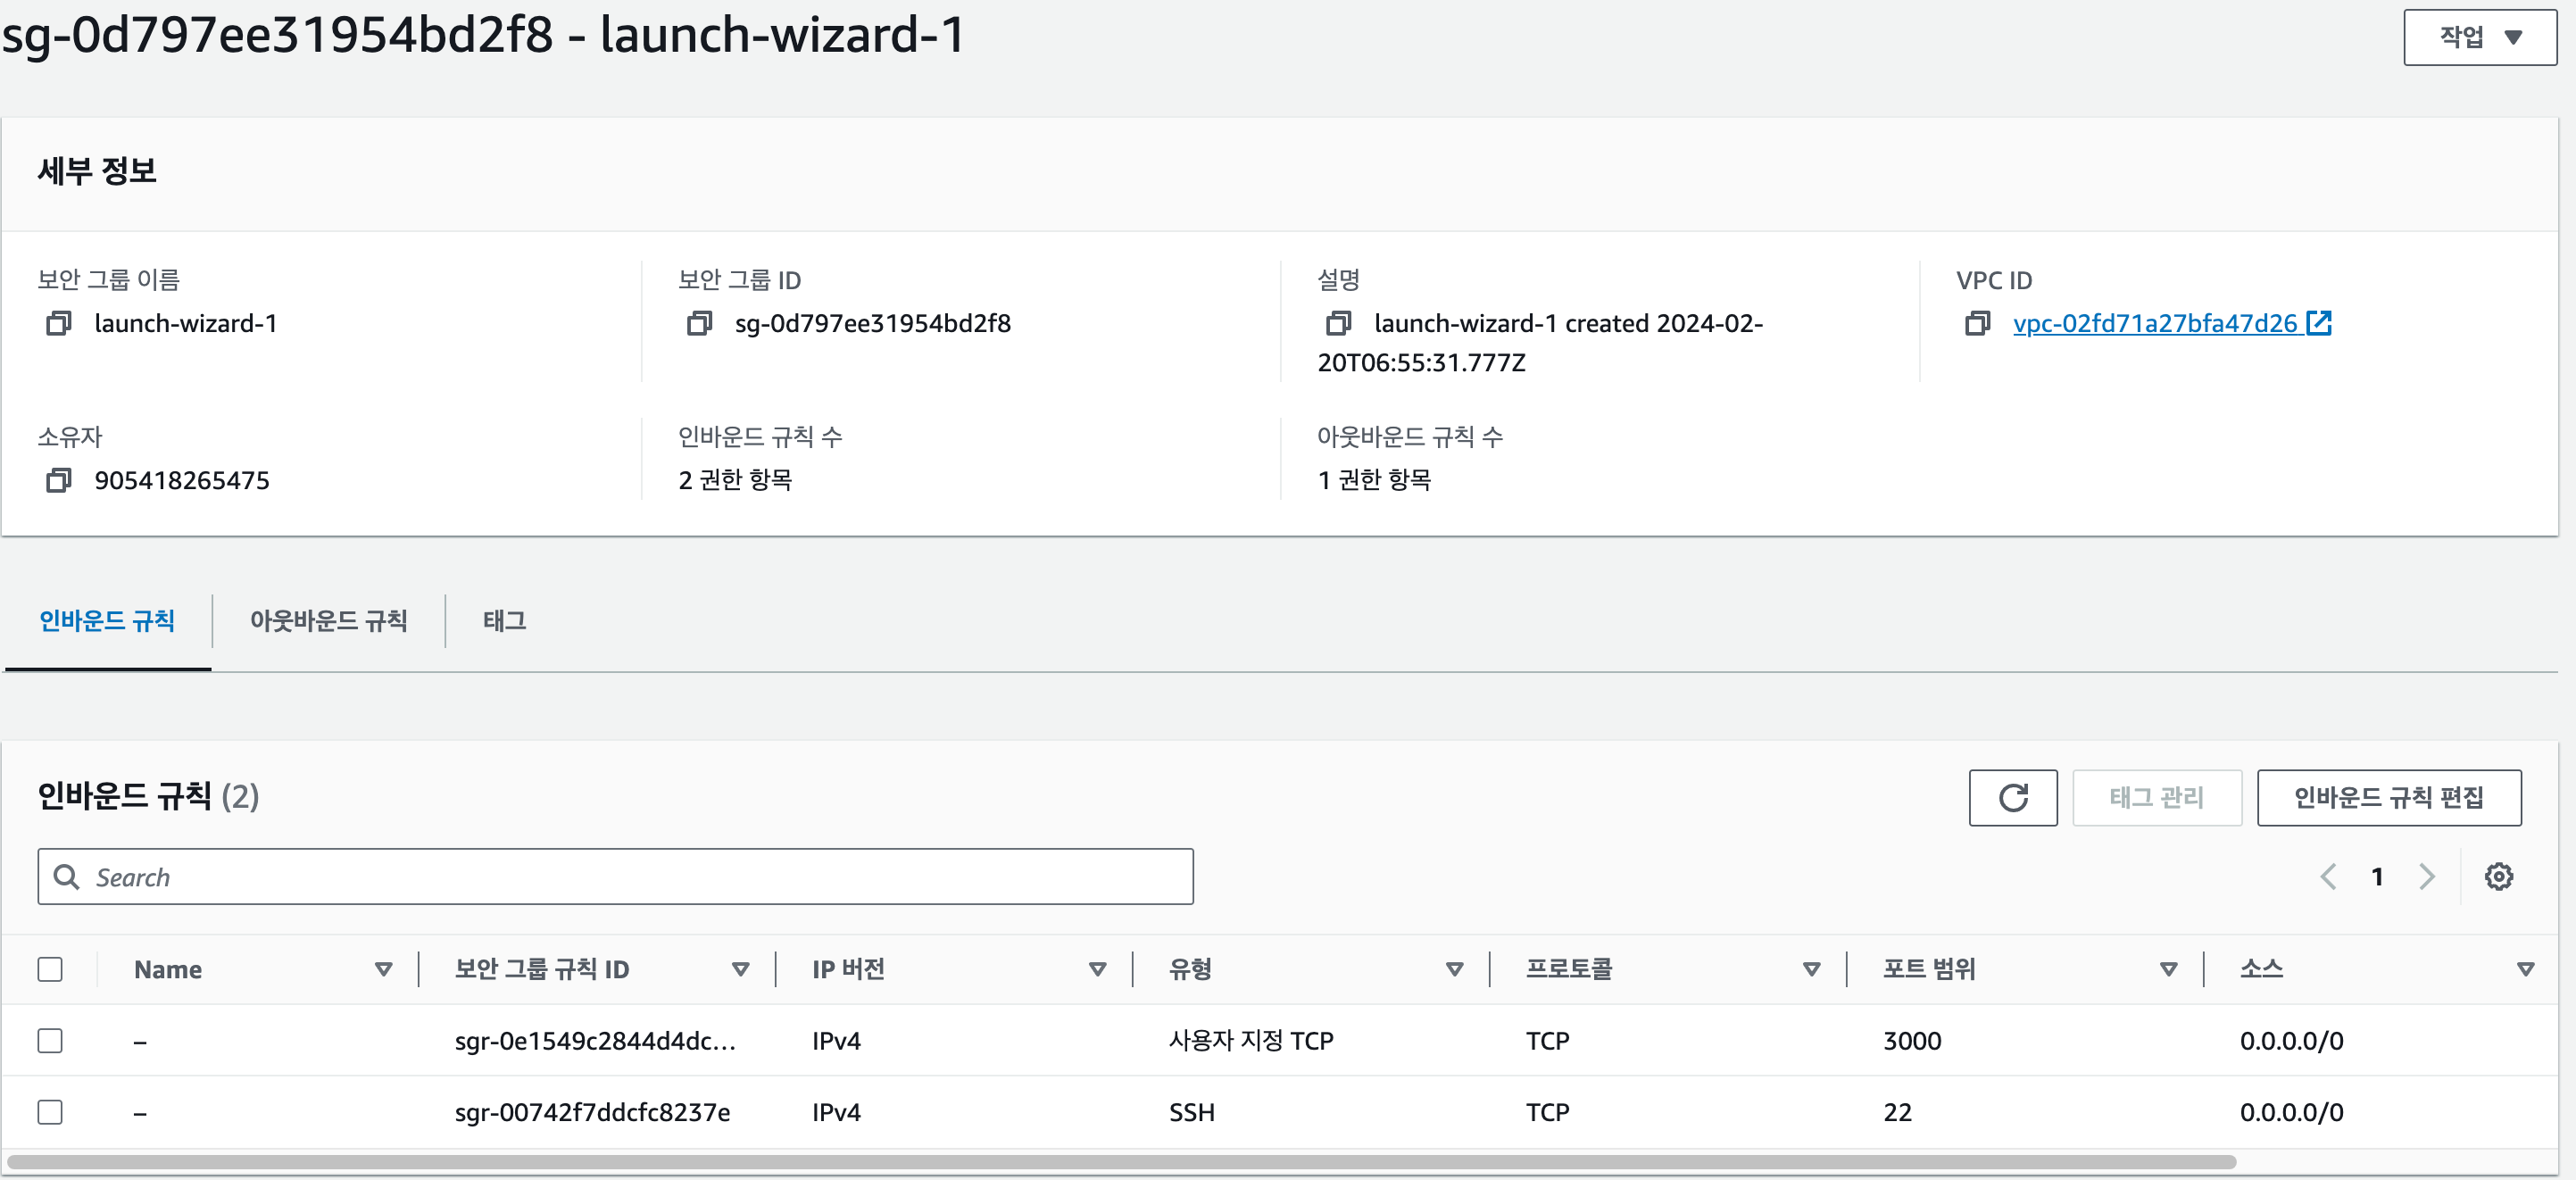 sg-0d797ee31954bd2f8 - launch-wizard-1
작업
세부 정보
보안 그룹 이름
launch-wizard-1
보안 그룹 ID
sg-0d797ee31954bd2f8
설명
launch-wizard-1 created 2024-02-
20T06:55:31.777Z
VPC ID
vpc-02fd71a27bfa47d26
소유자
905418265475
인바운드 규칙 수
2 권한 항목
아웃바운드 규칙 수
1 권한 항목
인바운드 규칙 아웃바운드 규칙 태그
인바운드 규칙 (2)
태그 관리 인바운드 규칙 편집
Search
1
Name 보안 그룹 규칙 ID IP 버전 유형 프로토콜 포트 범위 소스
– sgr-0e1549c2844d4dc... IPv4 사용자 지정 TCP TCP 3000 0.0.0.0/0
– sgr-00742f7ddcfc8237e IPv4 SSH TCP 22 0.0.0.0/0